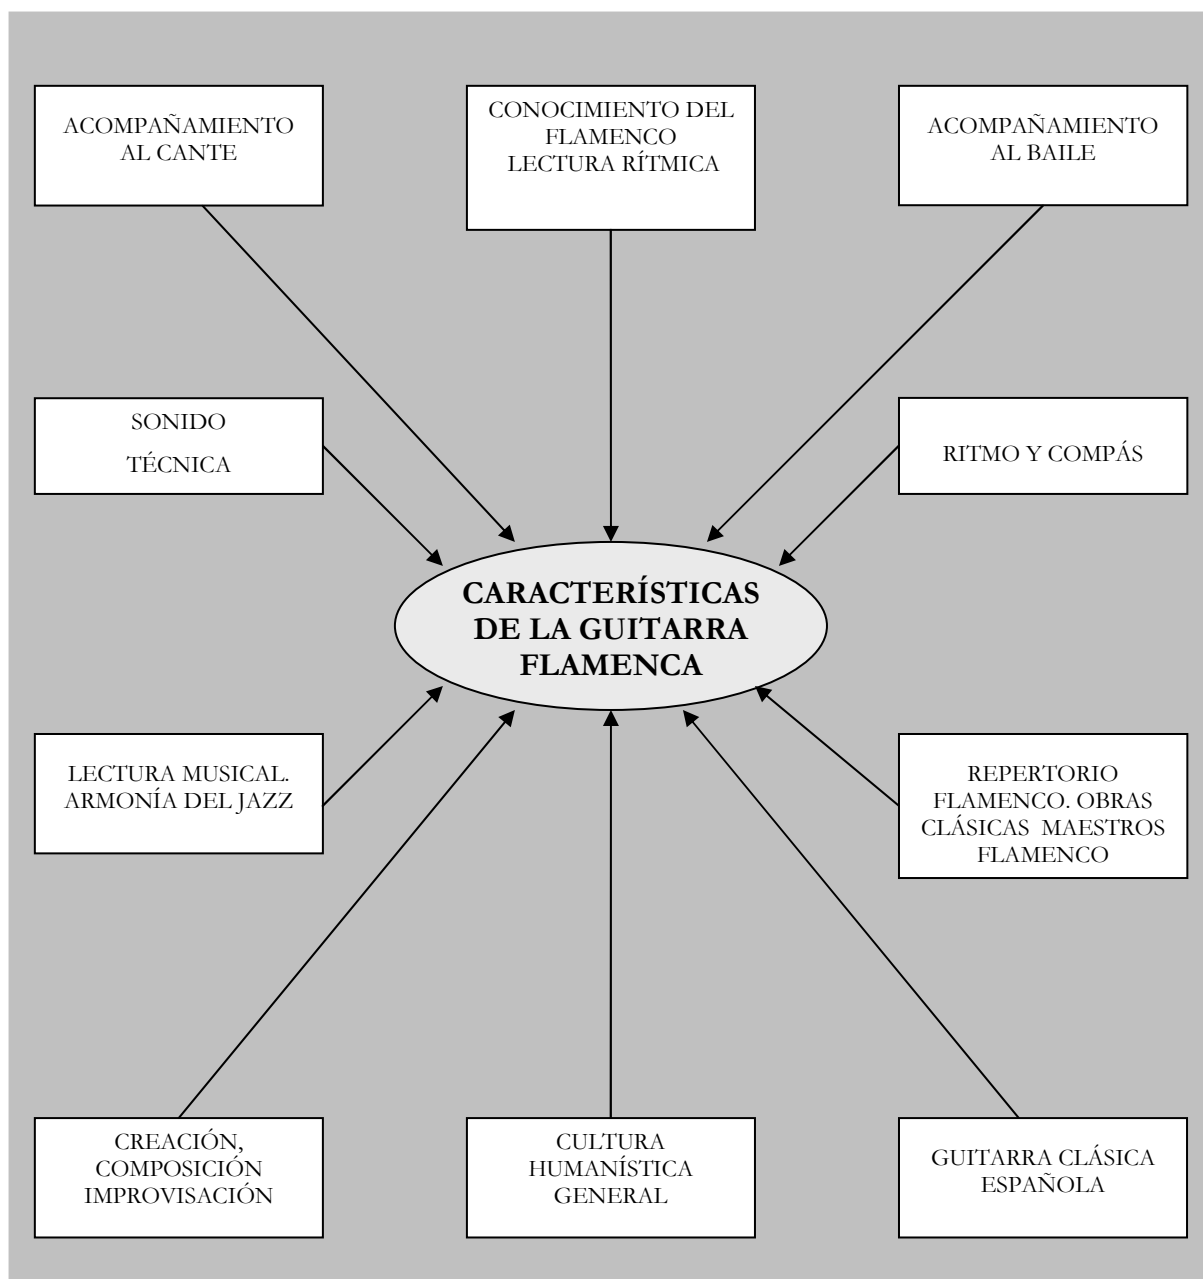 ACOMPAÑAMIENTO
AL CANTE
CONOCIMIENTO DEL
FLAMENCO
LECTURA RÍTMICA
ACOMPAÑAMIENTO
AL BAILE
SONIDO
TÉCNICA
RITMO Y COMPÁS
CARACTERÍSTICAS
DE LA GUITARRA
FLAMENCA
LECTURA MUSICAL.
ARMONÍA DEL JAZZ
REPERTORIO
FLAMENCO. OBRAS
CLÁSICAS MAESTROS
FLAMENCO
CREACIÓN,
COMPOSICIÓN
IMPROVISACIÓN
CULTURA
HUMANÍSTICA
GENERAL
GUITARRA CLÁSICA
ESPAÑOLA